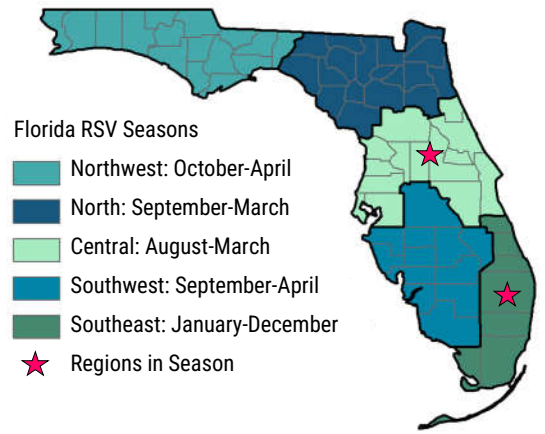 Florida RSV Seasons
Northwest: October-April
North: September-March
Central: August-March
Southwest: September-April
Southeast: January-December
Regions in Season